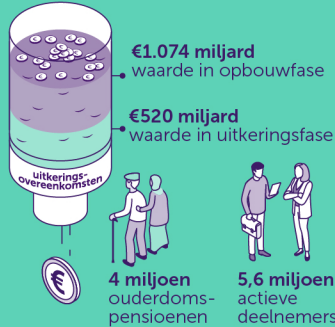 €1.074 miljard
waarde in opbouwfase
€520 miljard
waarde in uitkeringsfase
uitkerings-
overeenkomsten
€
4 miljoen
ouderdoms-
pensioenen
5,6 miljoen
actieve
deelnemers